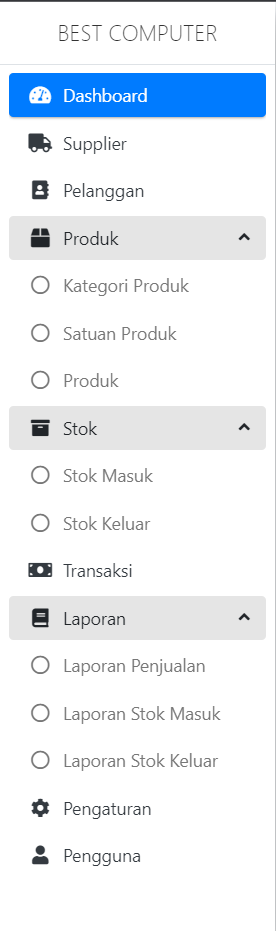 BEST COMPUTER
Dashboard
Supplier
Pelanggan
Produk
Kategori Produk
Satuan Produk
Produk
Stok
Stok Masuk
Stok Keluar
Transaksi
Laporan
Laporan Penjualan
Laporan Stok Masuk
Laporan Stok Keluar
Pengaturan
Pengguna